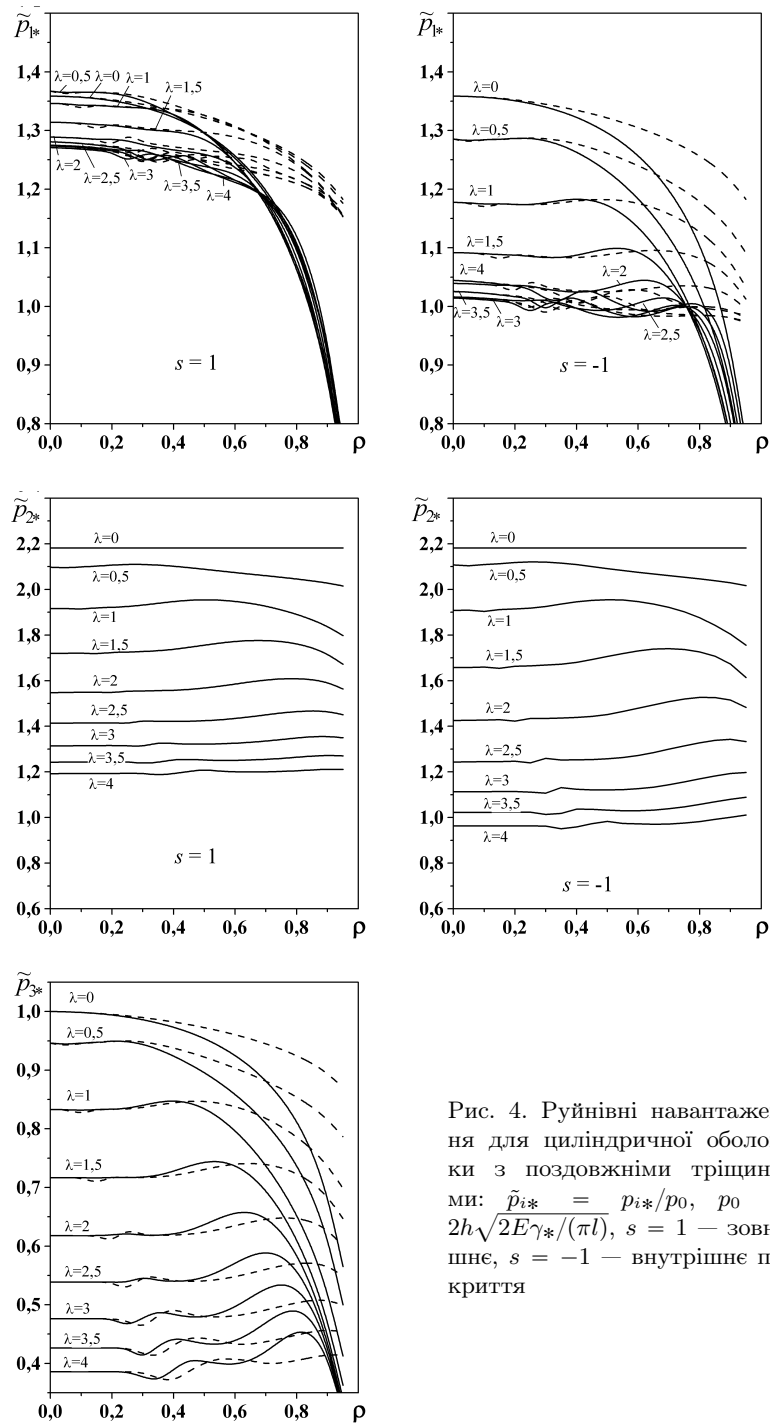 p̃₁*
1,4
1,3
1,2
1,1
1,0
0,9
0,8
0,0 0,2 0,4 0,6 0,8 ρ
λ=0,5 λ=0 λ=1
λ=1,5
λ=2
λ=2,5
λ=3
λ=3,5
λ=4
s = 1
p̃₁*
1,4
1,3
1,2
1,1
1,0
0,9
0,8
0,0 0,2 0,4 0,6 0,8 ρ
λ=0
λ=0,5
λ=1
λ=1,5
λ=4
λ=2
λ=3,5
λ=3
λ=2,5
s = -1
p̃₂*
2,2
2,0
1,8
1,6
1,4
1,2
1,0
0,8
0,6
0,0 0,2 0,4 0,6 0,8 ρ
λ=0
λ=0,5
λ=1
λ=1,5
λ=2
λ=2,5
λ=3
λ=3,5
λ=4
s = 1
p̃₂*
2,2
2,0
1,8
1,6
1,4
1,2
1,0
0,8
0,6
0,0 0,2 0,4 0,6 0,8 ρ
λ=0
λ=0,5
λ=1
λ=1,5
λ=2
λ=2,5
λ=3
λ=3,5
λ=4
s = -1
p̃₃*
1,0
0,9
0,8
0,7
0,6
0,5
0,4
0,0 0,2 0,4 0,6 0,8 ρ
λ=0
λ=0,5
λ=1
λ=1,5
λ=2
λ=2,5
λ=3
λ=3,5
λ=4
Рис. 4. Руйнівні навантаже
ня для циліндричної оболо
ки з поздовжніми тріщин
ми: p̃ᵢ* = pᵢ*/p₀, p₀
2h√(2Eγ*/(πl)), s = 1 — зовн
шнє, s = −1 — внутрішнє п
криття